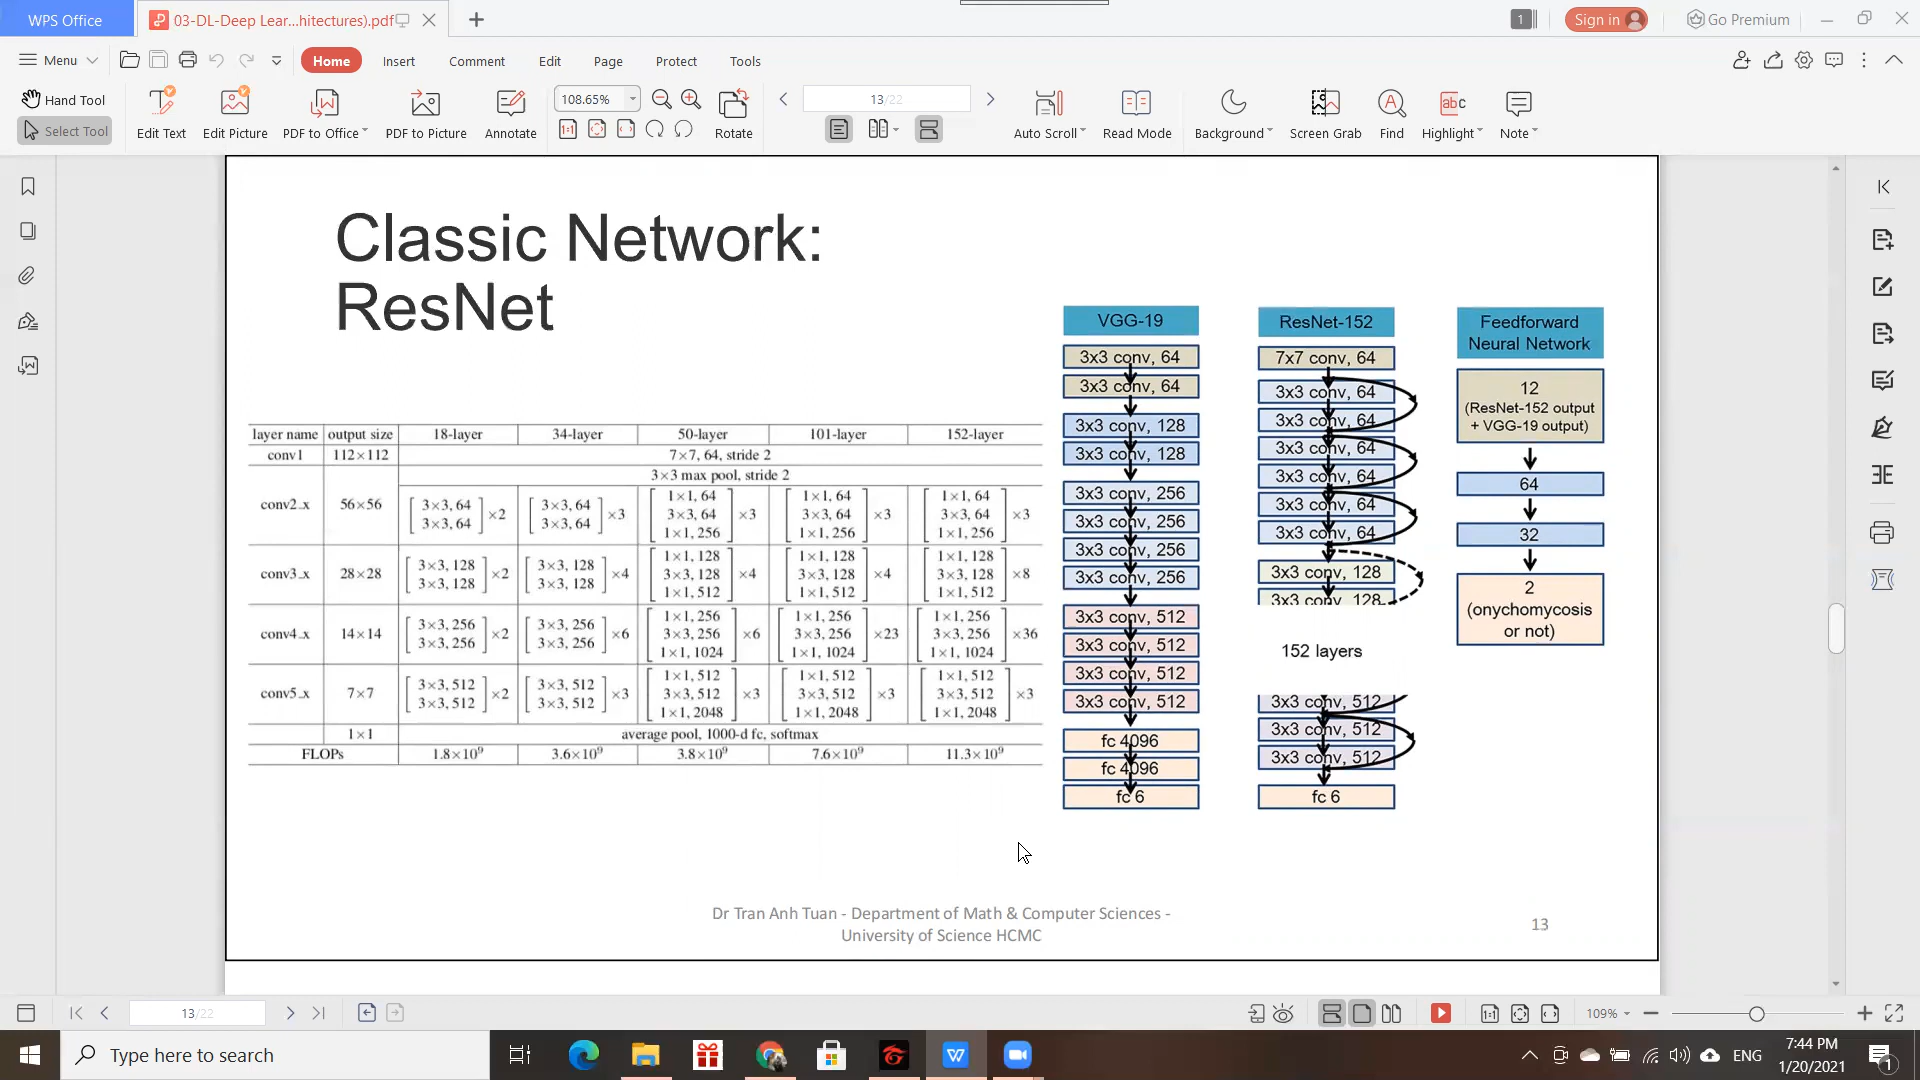 WPS Office
03-DL-Deep Lear...hitectures).pdf
1
Sign in
Go Premium
Menu
Home
Insert
Comment
Edit
Page
Protect
Tools
Hand Tool
Select Tool
Edit Text
Edit Picture
PDF to Office
PDF to Picture
Annotate
108.65%
Rotate
13/22
Auto Scroll
Read Mode
Background
Screen Grab
Find
Highlight
Note
Classic Network:
ResNet
layer name output size 18-layer 34-layer 50-layer 101-layer 152-layer
conv1 112×112 7×7, 64, stride 2
3×3 max pool, stride 2
conv2_x 56×56 [3×3, 64 3×3, 64]×2 [3×3, 64 3×3, 64]×3 [1×1, 64 3×3, 64 1×1, 256]×3 [1×1, 64 3×3, 64 1×1, 256]×3 [1×1, 64 3×3, 64 1×1, 256]×3
conv3_x 28×28 [3×3, 128 3×3, 128]×2 [3×3, 128 3×3, 128]×4 [1×1, 128 3×3, 128 1×1, 512]×4 [1×1, 128 3×3, 128 1×1, 512]×4 [1×1, 128 3×3, 128 1×1, 512]×8
conv4_x 14×14 [3×3, 256 3×3, 256]×2 [3×3, 256 3×3, 256]×6 [1×1, 256 3×3, 256 1×1, 1024]×6 [1×1, 256 3×3, 256 1×1, 1024]×23 [1×1, 256 3×3, 256 1×1, 1024]×36
conv5_x 7×7 [3×3, 512 3×3, 512]×2 [3×3, 512 3×3, 512]×3 [1×1, 512 3×3, 512 1×1, 2048]×3 [1×1, 512 3×3, 512 1×1, 2048]×3 [1×1, 512 3×3, 512 1×1, 2048]×3
1×1 average pool, 1000-d fc, softmax
FLOPs 1.8×10⁹ 3.6×10⁹ 3.8×10⁹ 7.6×10⁹ 11.3×10⁹
VGG-19
3x3 conv, 64
3x3 conv, 64
3x3 conv, 128
3x3 conv, 128
3x3 conv, 256
3x3 conv, 256
3x3 conv, 256
3x3 conv, 256
3x3 conv, 512
3x3 conv, 512
3x3 conv, 512
3x3 conv, 512
fc 4096
fc 4096
fc 6
ResNet-152
7x7 conv, 64
3x3 conv, 64
3x3 conv, 64
3x3 conv, 64
3x3 conv, 64
3x3 conv, 64
3x3 conv, 64
3x3 conv, 128
3x3 conv, 128
152 layers
3x3 conv, 512
3x3 conv, 512
3x3 conv, 512
fc 6
Feedforward
Neural Network
12
(ResNet-152 output
+ VGG-19 output)
64
32
2
(onychomycosis
or not)
Dr Tran Anh Tuan - Department of Math & Computer Sciences -
University of Science HCMC
13
13/22
109%
Type here to search
ENG
7:44 PM
1/20/2021
1